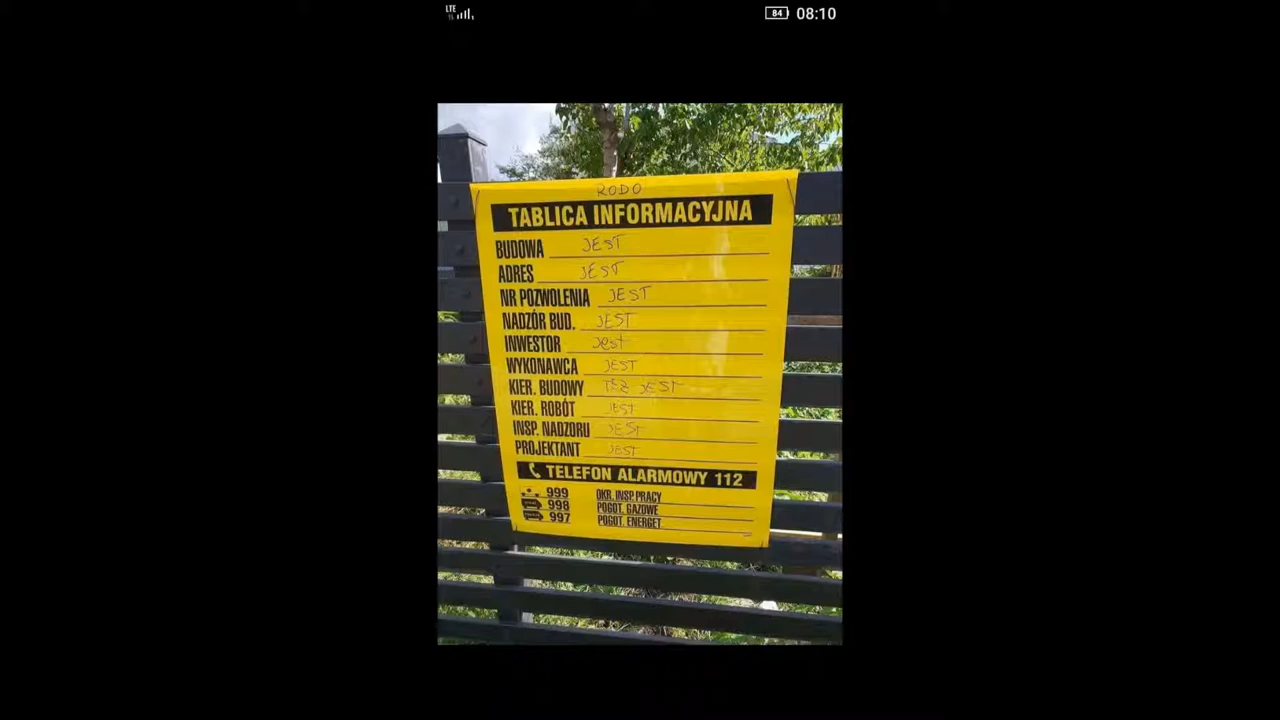 LTE
84 08:10
RODO
TABLICA INFORMACYJNA
BUDOWA JEST
ADRES JEST
NR POZWOLENIA JEST
NADZÓR BUD. JEST
INWESTOR Jest
WYKONAWCA JEST
KIER. BUDOWY TEŻ JEST
KIER. ROBÓT JEST
INSP. NADZORU JEST
PROJEKTANT JEST
TELEFON ALARMOWY 112
999 OKR. INSP. PRACY
998 POGOT. GAZOWE
997 POGOT. ENERGET